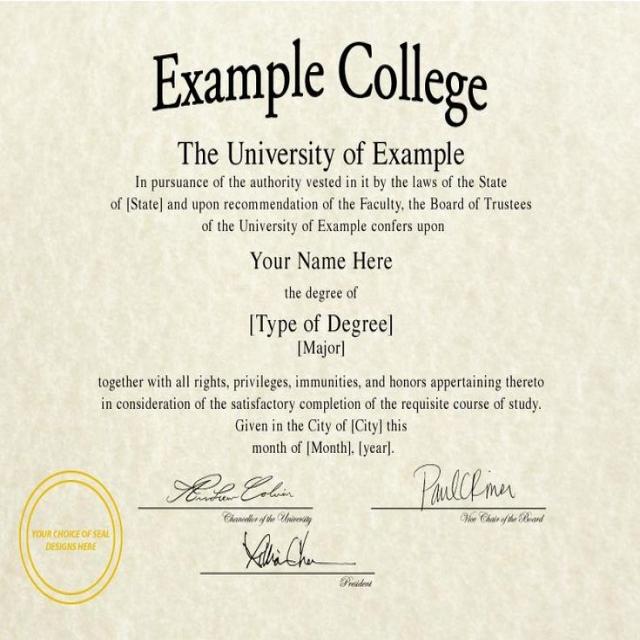 Example College
The University of Example
In pursuance of the authority vested in it by the laws of the State
of [State] and upon recommendation of the Faculty, the Board of Trustees
of the University of Example confers upon
Your Name Here
the degree of
[Type of Degree]
[Major]
together with all rights, privileges, immunities, and honors appertaining thereto
in consideration of the satisfactory completion of the requisite course of study.
Given in the City of [City] this
month of [Month], [year].
Chancellor of the University
Vice Chair of the Board
President
YOUR CHOICE OF SEAL
DESIGNS HERE